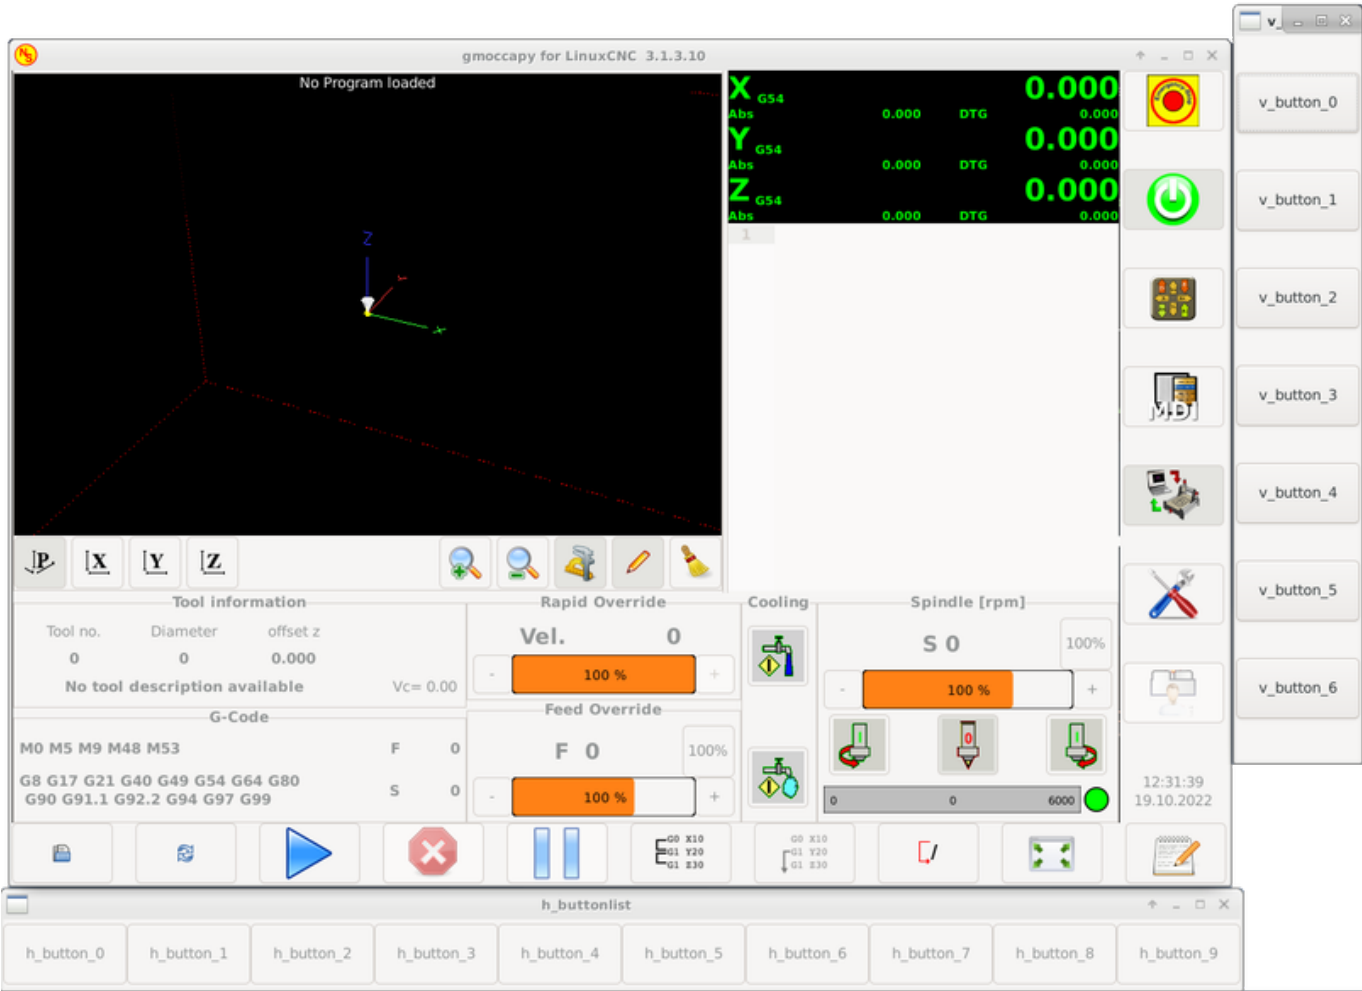 v_
gmoccapy for LinuxCNC 3.1.3.10
No Program loaded
Z
Y
X
X G54 0.000
Abs 0.000 DTG 0.000
Y G54 0.000
Abs 0.000 DTG 0.000
Z G54 0.000
Abs 0.000 DTG 0.000
1
P
X
Y
Z
MDI
v_button_0
v_button_1
v_button_2
v_button_3
v_button_4
v_button_5
v_button_6
Tool information
Tool no. Diameter offset z
0 0 0.000
No tool description available Vc= 0.00
G-Code
M0 M5 M9 M48 M53
F 0
G8 G17 G21 G40 G49 G54 G64 G80
G90 G91.1 G92.2 G94 G97 G99
S 0
Rapid Override
Vel. 0
- 100 % +
Feed Override
F 0 100%
- 100 % +
Cooling
Spindle [rpm]
S 0 100%
- 100 % +
0 0 6000
12:31:39
19.10.2022
G0 X10
G1 Y20
G1 Z30
G0 X10
G1 Y20
G1 Z30
h_buttonlist
h_button_0 h_button_1 h_button_2 h_button_3 h_button_4 h_button_5 h_button_6 h_button_7 h_button_8 h_button_9